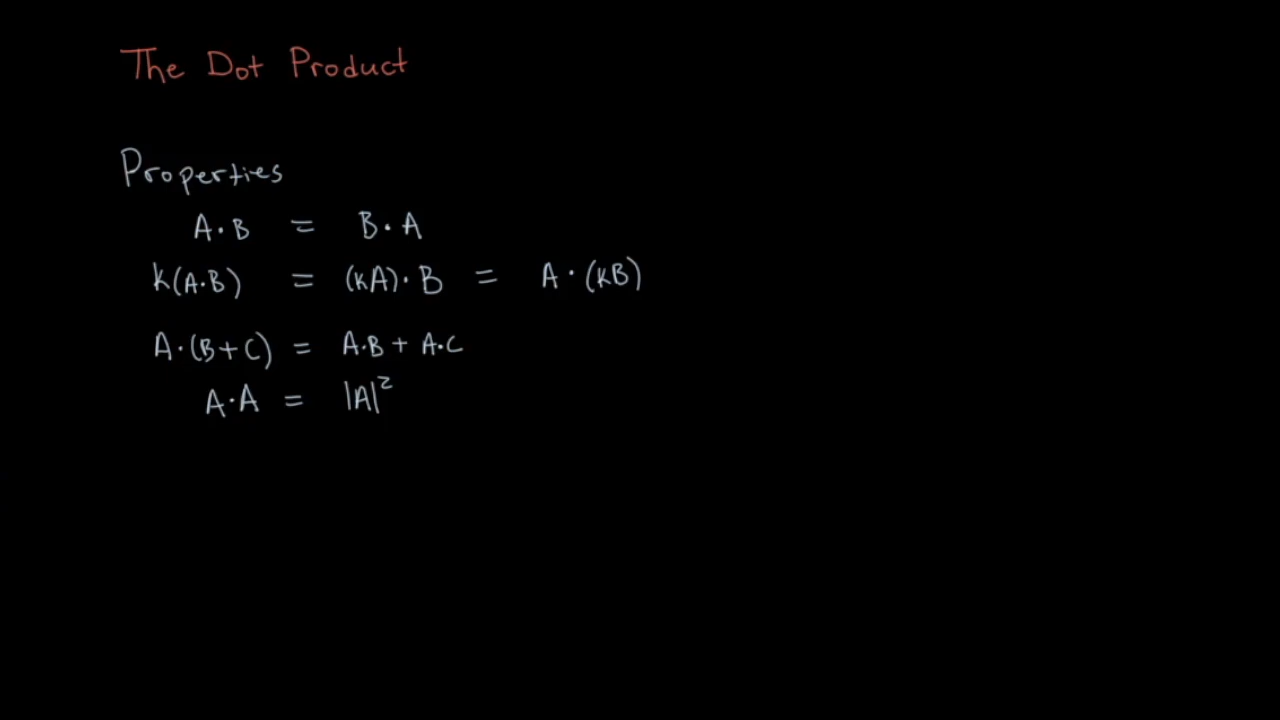 The Dot Product
Properties
A·B = B·A
k(A·B) = (kA)·B = A·(kB)
A·(B+C) = A·B + A·C
A·A = |A|²